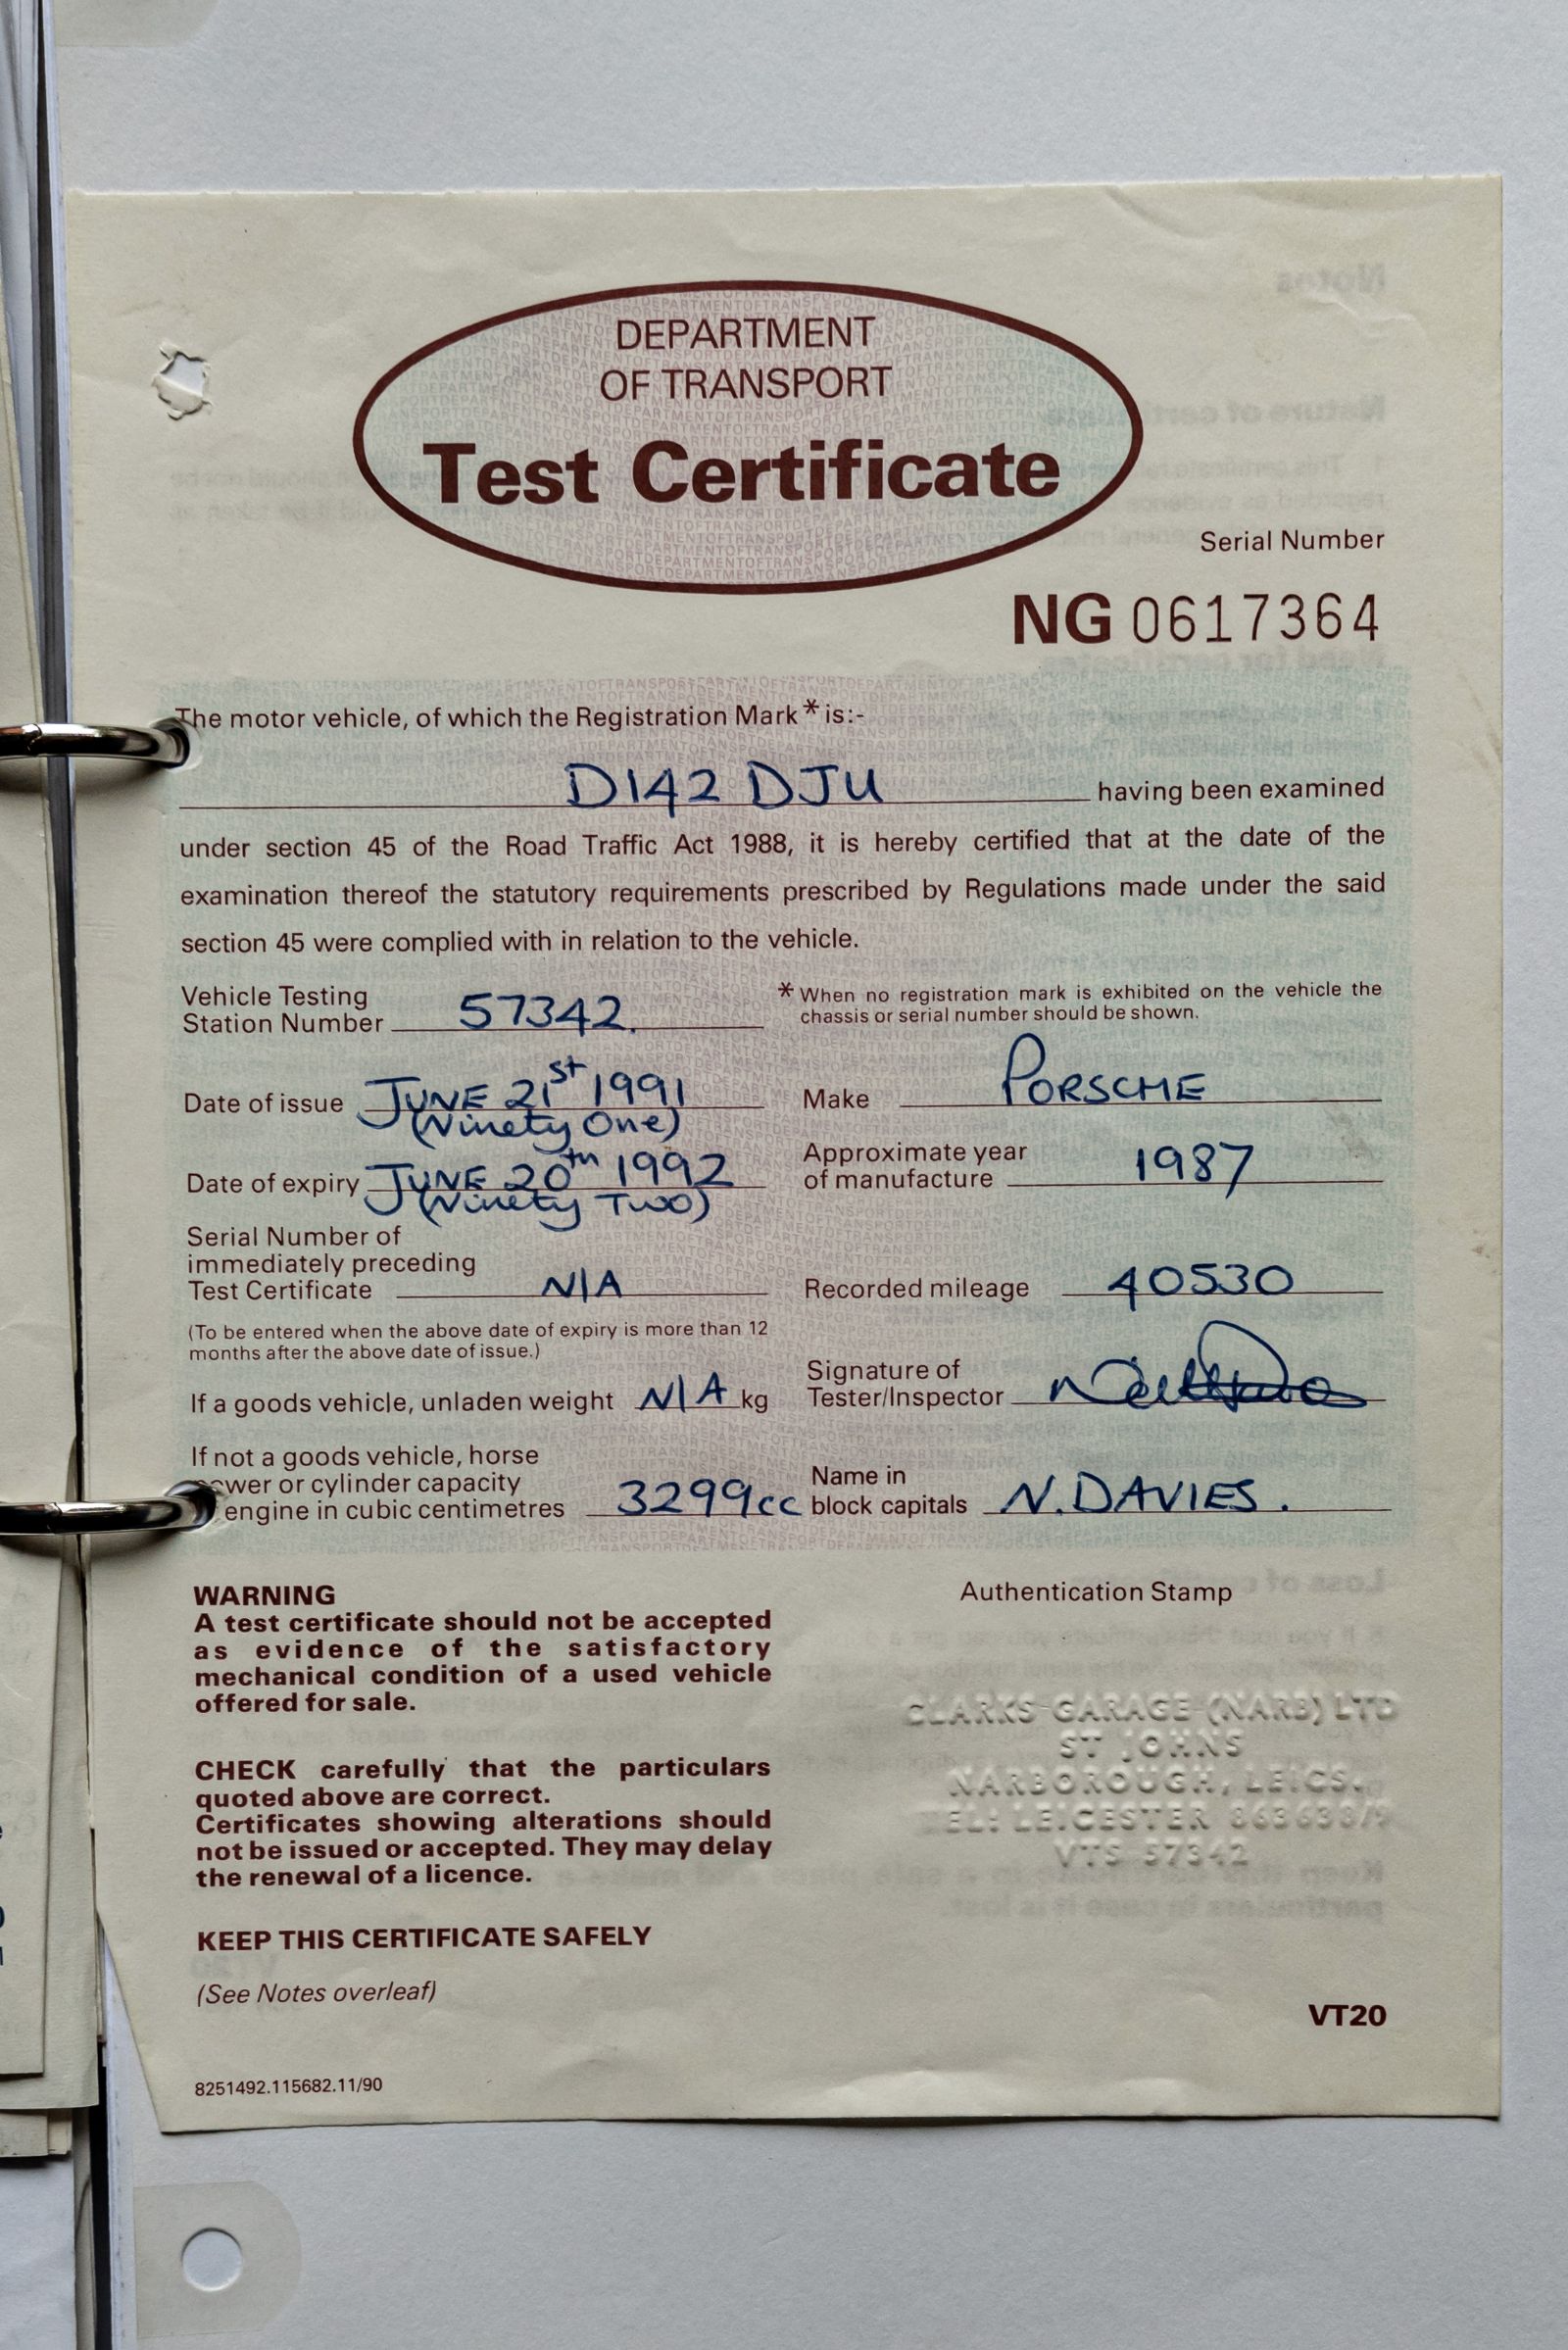 DEPARTMENT
OF TRANSPORT
Test Certificate
Serial Number
NG 0617364
The motor vehicle, of which the Registration Mark * is:-
D142 DJU having been examined
under section 45 of the Road Traffic Act 1988, it is hereby certified that at the date of the
examination thereof the statutory requirements prescribed by Regulations made under the said
section 45 were complied with in relation to the vehicle.
Vehicle Testing
Station Number 57342.
* When no registration mark is exhibited on the vehicle the
chassis or serial number should be shown.
Date of issue JUNE 21st 1991
(Ninety One)
Make PORSCHE
Date of expiry JUNE 20th 1992
(Ninety Two)
Approximate year
of manufacture 1987
Serial Number of
immediately preceding
Test Certificate N/A
Recorded mileage 40530
(To be entered when the above date of expiry is more than 12
months after the above date of issue.)
If a goods vehicle, unladen weight N/A kg
Signature of
Tester/Inspector
If not a goods vehicle, horse
power or cylinder capacity
engine in cubic centimetres 3299cc
Name in
block capitals N. DAVIES.
WARNING
A test certificate should not be accepted
as evidence of the satisfactory
mechanical condition of a used vehicle
offered for sale.
CHECK carefully that the particulars
quoted above are correct.
Certificates showing alterations should
not be issued or accepted. They may delay
the renewal of a licence.
KEEP THIS CERTIFICATE SAFELY
(See Notes overleaf)
8251492.115682.11/90
Authentication Stamp
CLARKS GARAGE (NARB) LTD
ST JOHNS
NARBOROUGH, LEICS.
EL: LEICESTER 863638/9
VTS 57342
VT20